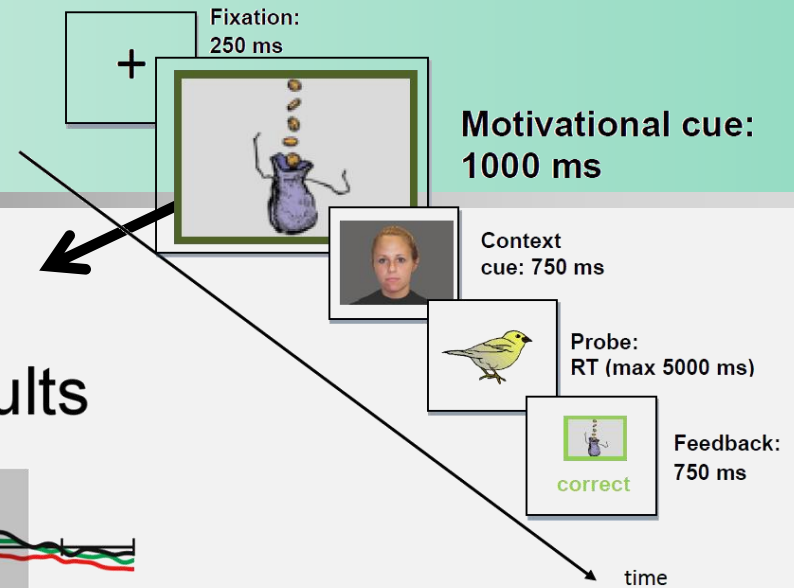 Fixation:
250 ms
+
Motivational cue:
1000 ms
Context
cue: 750 ms
Probe:
RT (max 5000 ms)
Feedback:
750 ms
correct
time